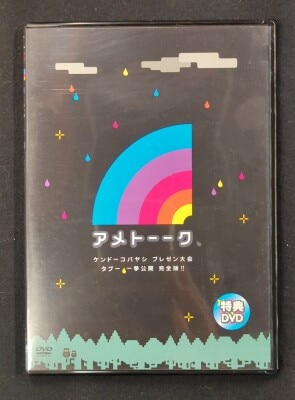 アメトーーク、
ケンドーコバヤシ プレゼン大会
タブー 一挙公開 完全版!!
特典
DVD
DVD